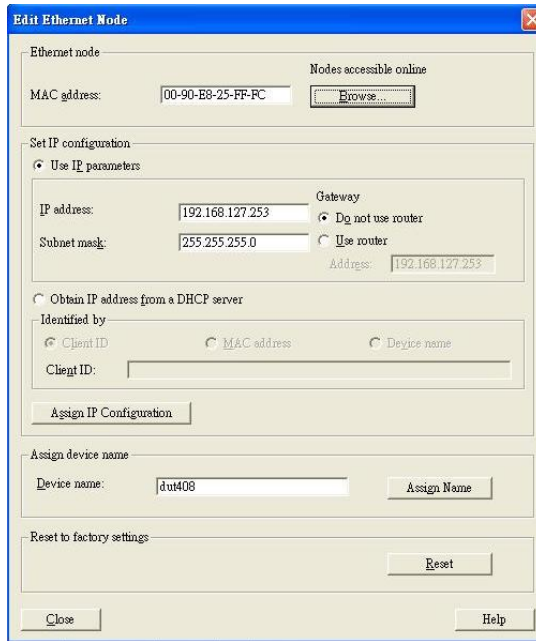 Edit Ethernet Node
Ethernet node
Nodes accessible online
MAC address: 00-90-E8-25-FF-FC Browse...
Set IP configuration
Use IP parameters
Gateway
IP address: 192.168.127.253 Do not use router
Subnet mask: 255.255.255.0 Use router
Address: 192.168.127.253
Obtain IP address from a DHCP server
Identified by
Client ID MAC address Device name
Client ID:
Assign IP Configuration
Assign device name
Device name: dut408 Assign Name
Reset to factory settings
Reset
Close Help